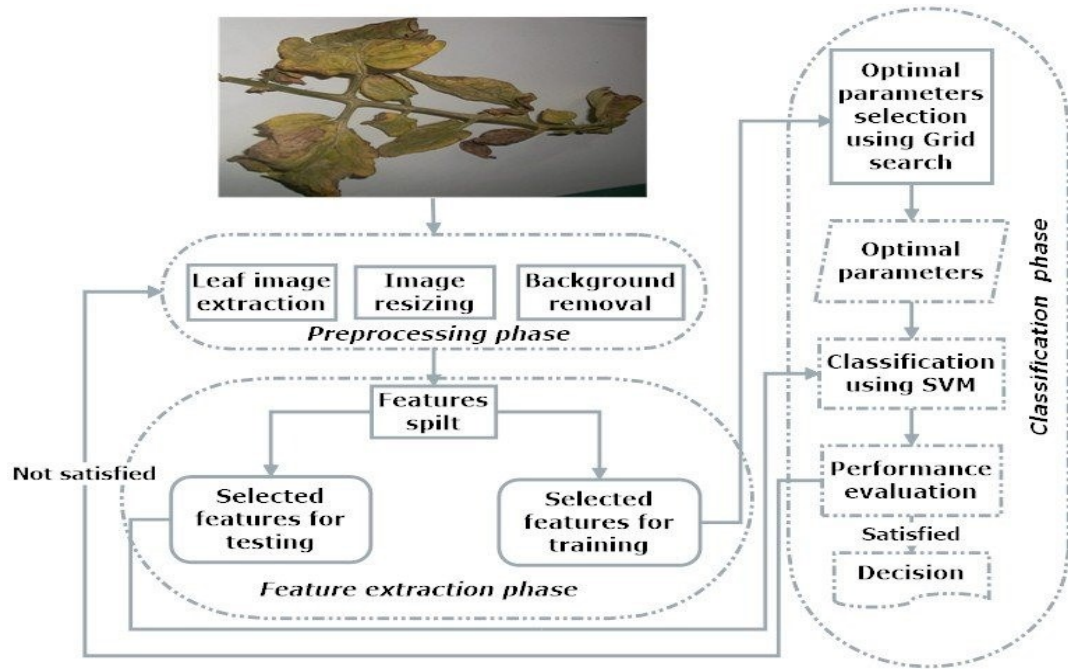 Leaf image
extraction
Image
resizing
Background
removal
Preprocessing phase
Features
spilt
Not satisfied
Selected
features for
testing
Selected
features for
training
Feature extraction phase
Optimal
parameters
selection
using Grid
search
Optimal
parameters
Classification
using SVM
Performance
evaluation
Satisfied
Decision
Classification phase